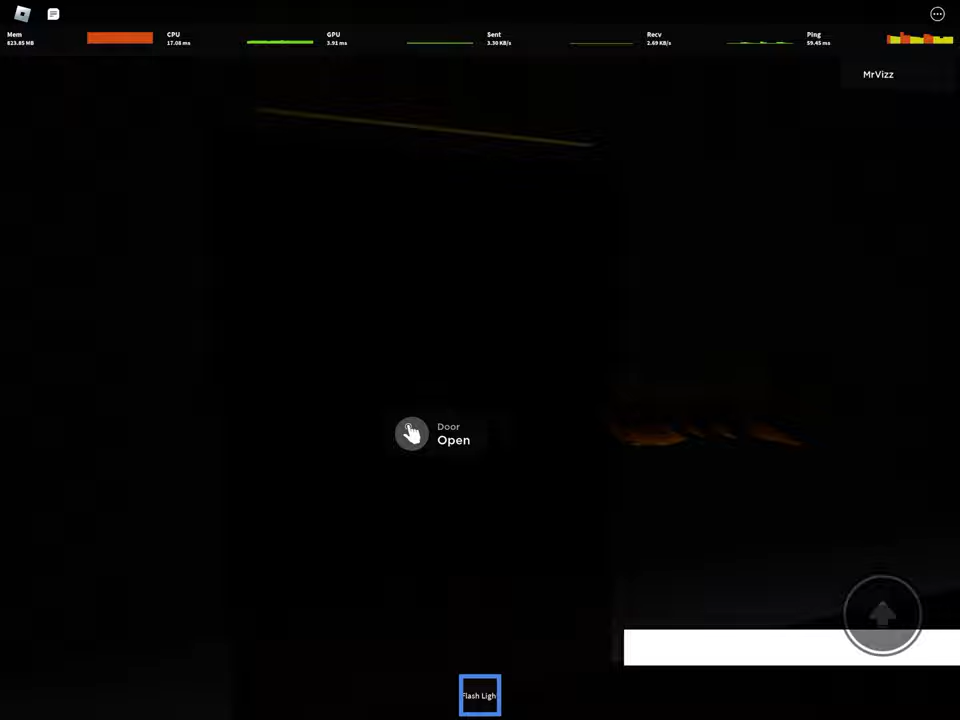 Mem
823.85 MB
CPU
17.08 ms
GPU
3.91 ms
Sent
3.30 KB/s
Recv
2.69 KB/s
Ping
59.45 ms
MrVizz
Door
Open
Flash Ligh